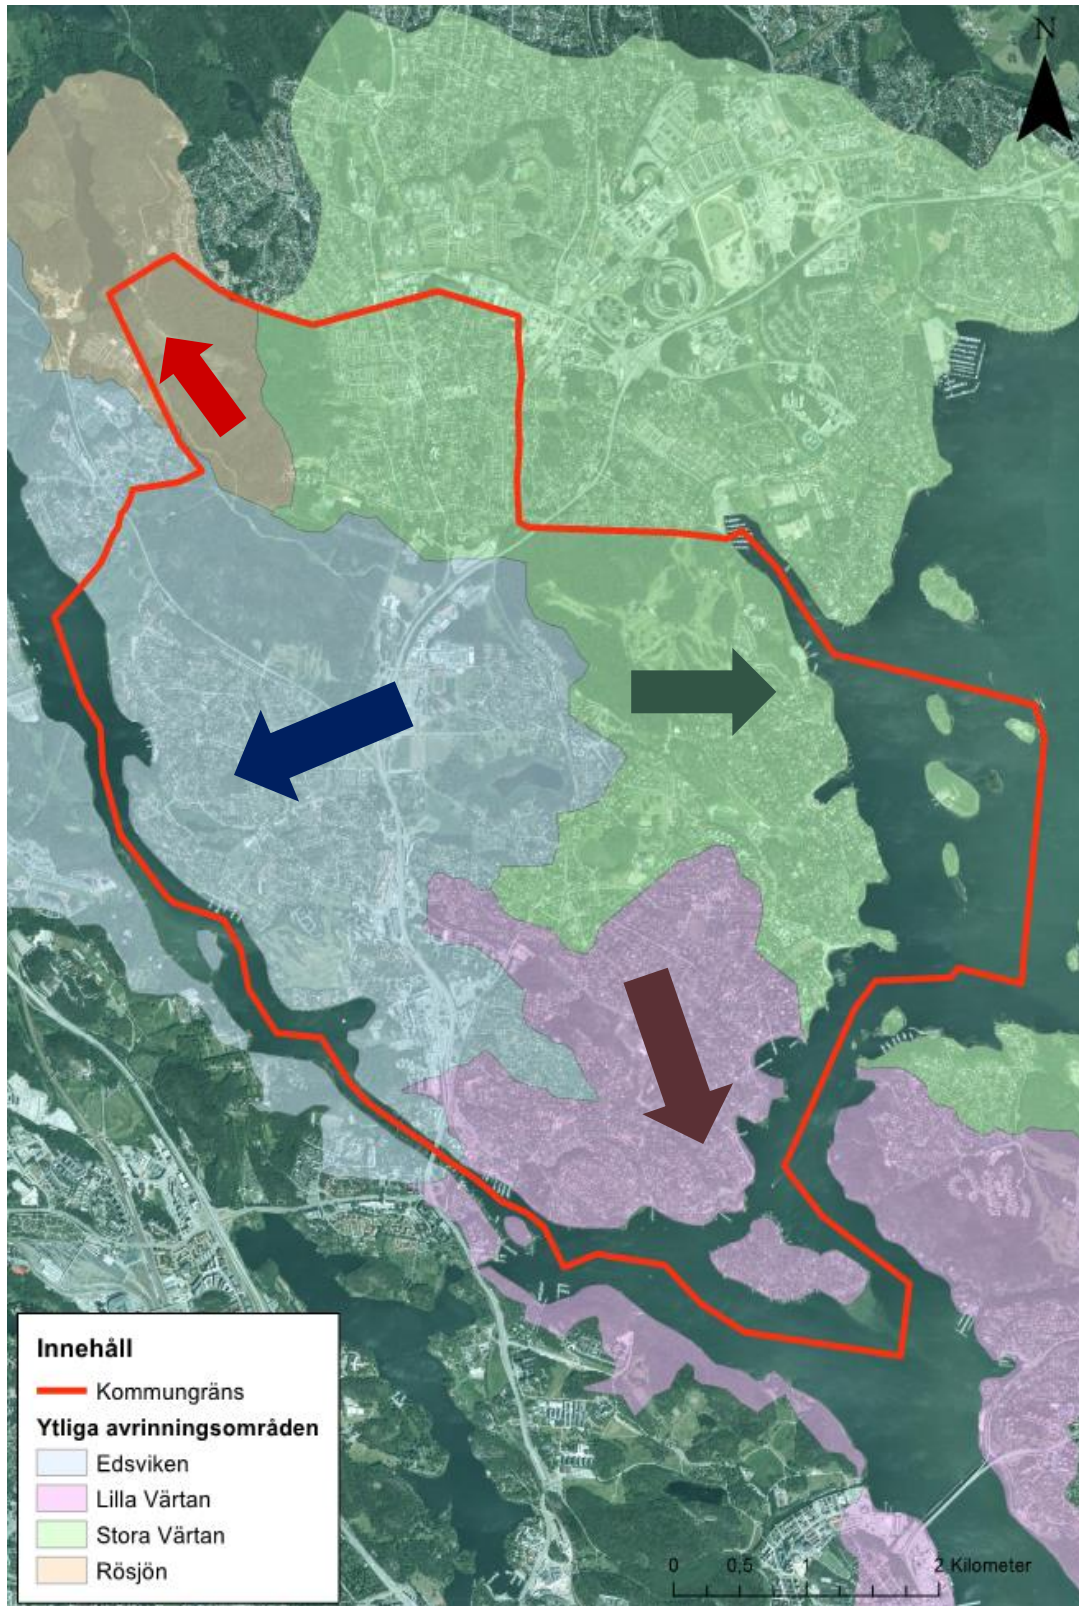 N
Innehåll
Kommungräns
Ytliga avrinningsområden
Edsviken
Lilla Värtan
Stora Värtan
Rösjön
0 0,5 1 2 Kilometer